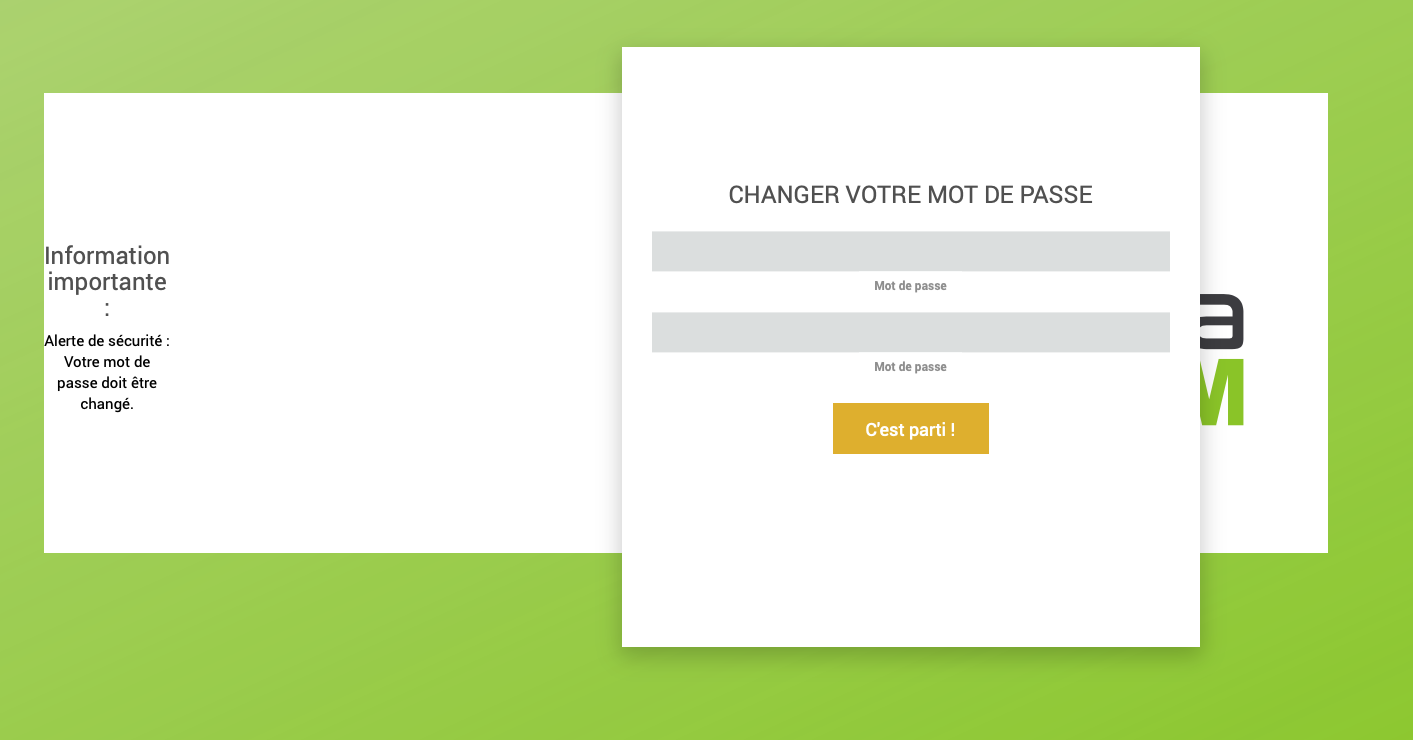 Information
importante
:
Alerte de sécurité :
Votre mot de
passe doit être
changé.
CHANGER VOTRE MOT DE PASSE
Mot de passe
Mot de passe
C'est parti !
a
M